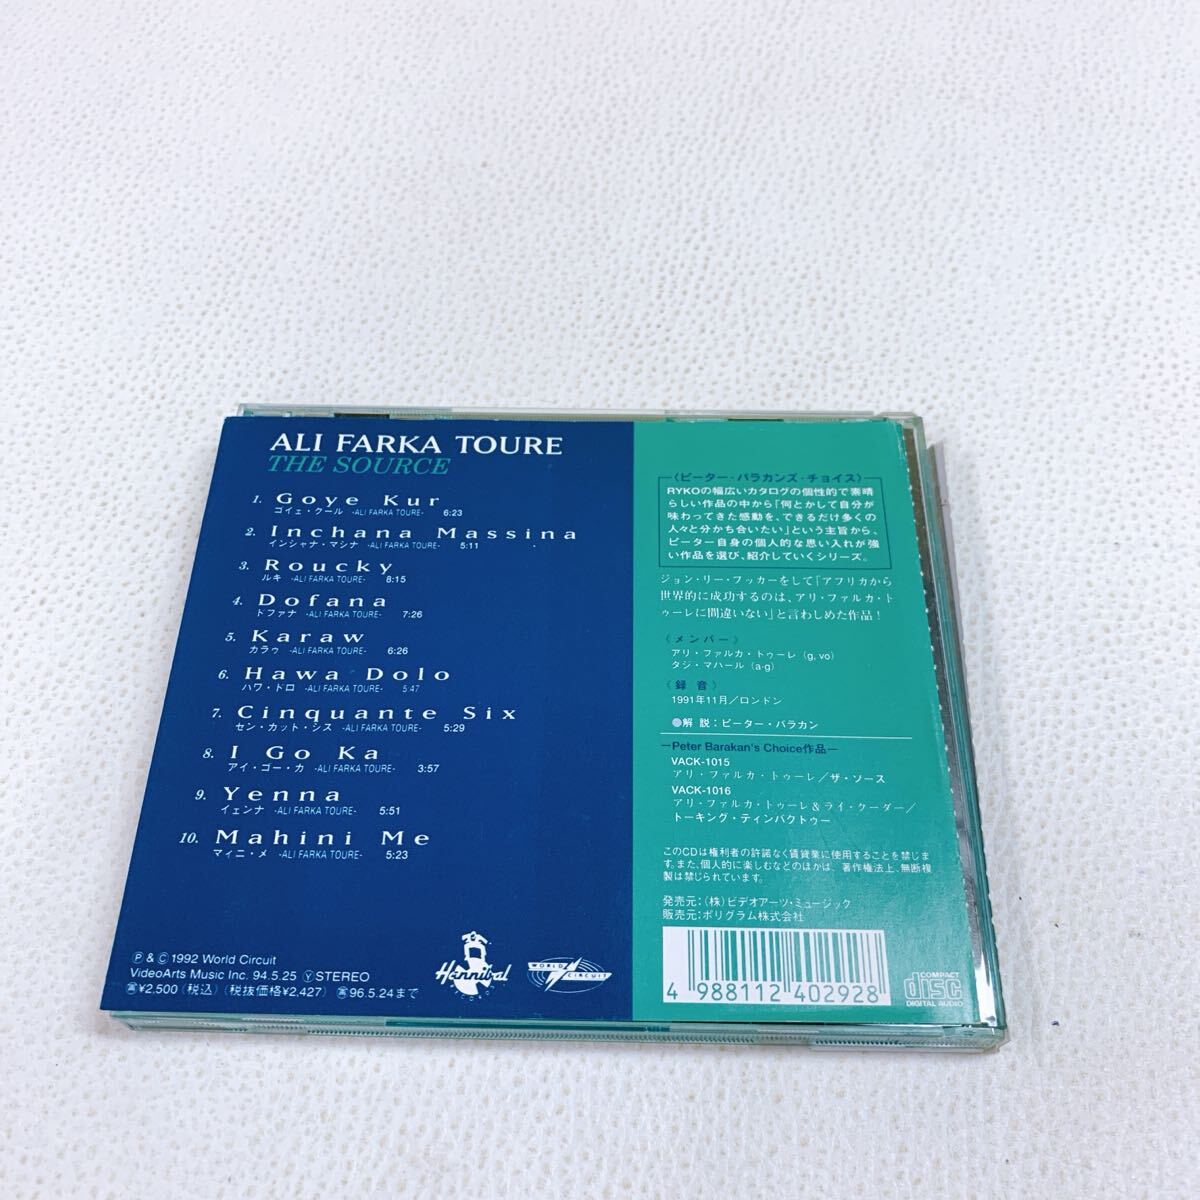 ALI FARKA TOURE
THE SOURCE
1. Goye Kur
ゴイェ・クール -ALI FARKA TOURE- 6:23
2. Inchana Massina
インシャナ・マシナ -ALI FARKA TOURE- 5:11
3. Roucky
ルキ -ALI FARKA TOURE- 8:15
4. Dofana
ドファナ -ALI FARKA TOURE- 7:26
5. Karaw
カラゥ -ALI FARKA TOURE- 6:26
6. Hawa Dolo
ハワ・ドロ -ALI FARKA TOURE- 5:47
7. Cinquante Six
セン・カット・シス -ALI FARKA TOURE- 5:29
8. I Go Ka
アイ・ゴー・カ -ALI FARKA TOURE- 3:57
9. Yenna
イェンナ -ALI FARKA TOURE- 5:51
10. Mahini Me
マィニ・メ -ALI FARKA TOURE- 5:23
Ⓟ & © 1992 World Circuit
VideoArts Music Inc. 94.5.25 Ⓨ STEREO
¥2,500 (税込) (税抜価格¥2,427) 96.5.24まで
Hannibal
RECORDS
WORLD CIRCUIT
〈ピーター・バラカンズ・チョイス〉
RYKOの幅広いカタログの個性的で素晴
らしい作品の中から「何とかして自分が
味わってきた感動を、できるだけ多くの
人々と分かち合いたい」という主旨から、
ピーター自身の個人的な思い入れが強
い作品を選び、紹介していくシリーズ。
ジョン・リー・フッカーをして「アフリカから
世界的に成功するのは、アリ・ファルカ・ト
ゥーレに間違いない」と言わしめた作品!
〈メンバー〉
アリ・ファルカ・トゥーレ (g, vo)
タジ・マハール (a-g)
〈録音〉
1991年11月/ロンドン
●解説:ピーター・バラカン
—Peter Barakan's Choice作品—
VACK-1015
アリ・ファルカ・トゥーレ/ザ・ソース
VACK-1016
アリ・ファルカ・トゥーレ&ライ・クーダー/
トーキング・ティンバクトゥー
このCDは権利者の許諾なく賃貸業に使用することを禁じま
す。また、個人的に楽しむなどのほかは、著作権法上、無断複
製は禁じられています。
発売元:(株)ビデオアーツ・ミュージック
販売元:ポリグラム株式会社
4 988112 402928
COMPACT
disc
DIGITAL AUDIO